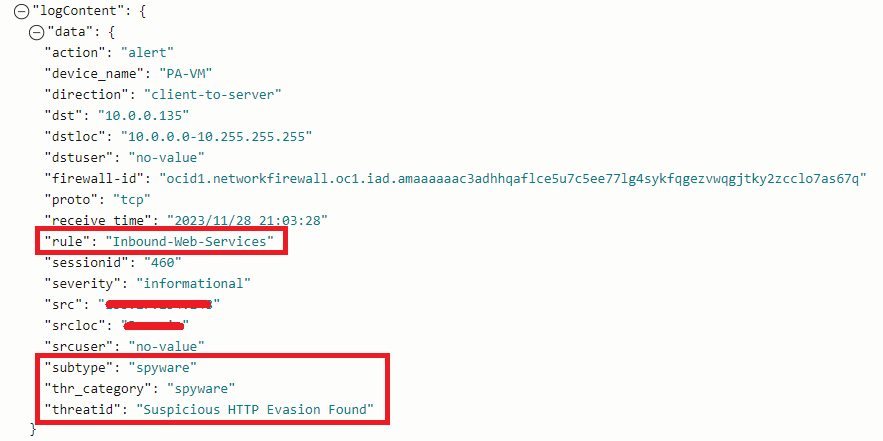 "logContent": {
"data": {
"action": "alert"
"device_name": "PA-VM"
"direction": "client-to-server"
"dst": "10.0.0.135"
"dstloc": "10.0.0.0-10.255.255.255"
"dstuser": "no-value"
"firewall-id": "ocid1.networkfirewall.oc1.iad.amaaaaaac3adhhqaflce5u7c5ee77lg4sykfqgezvwqgjtky2zcclo7as67q"
"proto": "tcp"
"receive_time": "2023/11/28 21:03:28"
"rule": "Inbound-Web-Services"
"sessionid": "460"
"severity": "informational"
"src": "
"srcloc": "
"srcuser": "no-value"
"subtype": "spyware"
"thr_category": "spyware"
"threatid": "Suspicious HTTP Evasion Found"
}